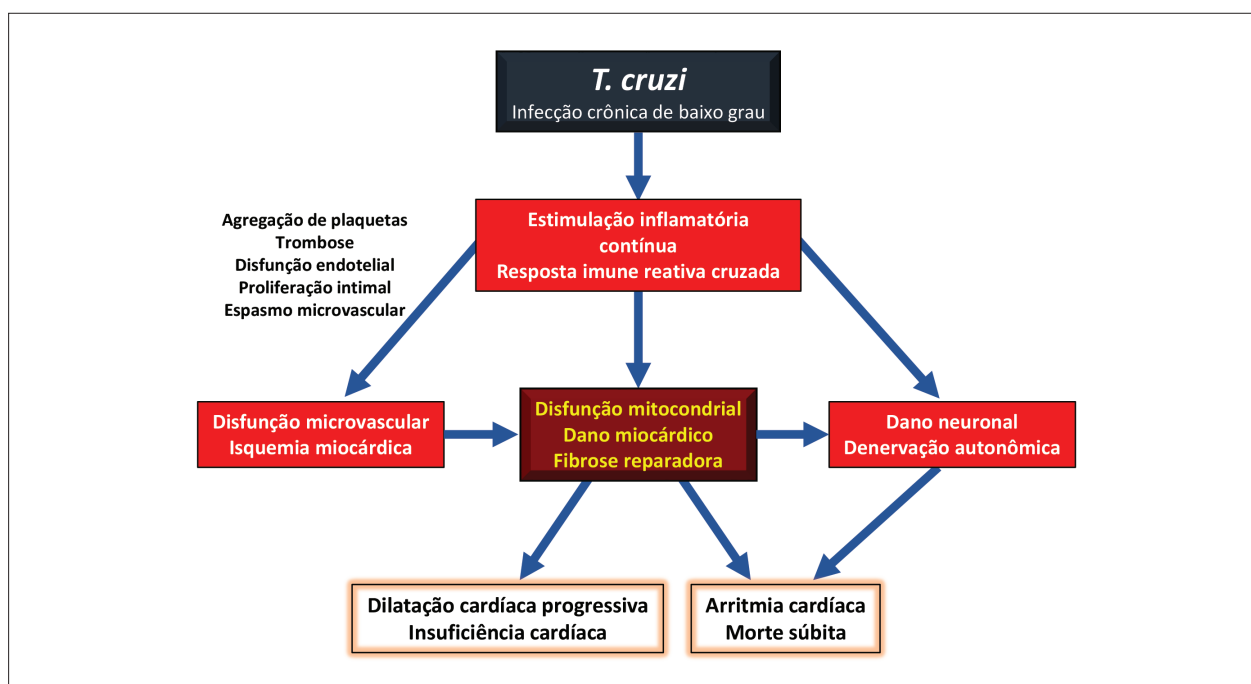 T. cruzi
Infecção crônica de baixo grau
Agregação de plaquetas
Trombose
Disfunção endotelial
Proliferação intimal
Espasmo microvascular
Estimulação inflamatória
contínua
Resposta imune reativa cruzada
Disfunção microvascular
Isquemia miocárdica
Disfunção mitocondrial
Dano miocárdico
Fibrose reparadora
Dano neuronal
Denervação autonômica
Dilatação cardíaca progressiva
Insuficiência cardíaca
Arritmia cardíaca
Morte súbita